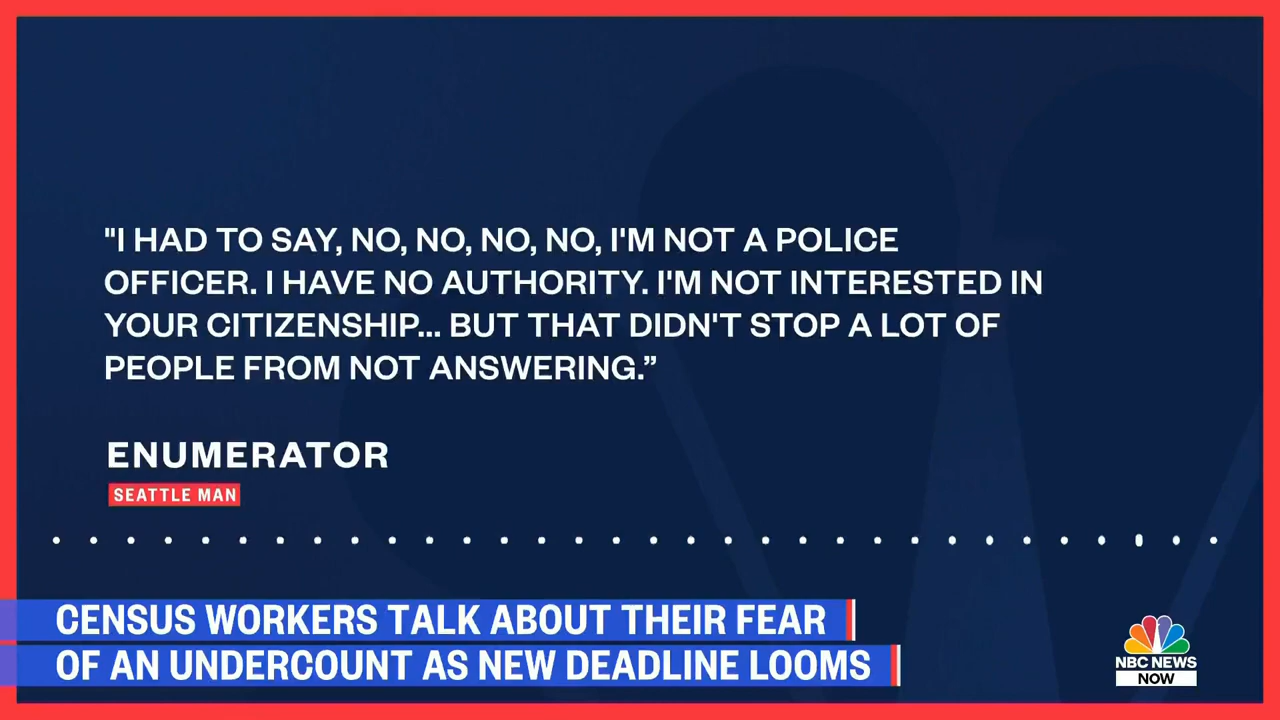 "I HAD TO SAY, NO, NO, NO, NO, I'M NOT A POLICE
OFFICER. I HAVE NO AUTHORITY. I'M NOT INTERESTED IN
YOUR CITIZENSHIP... BUT THAT DIDN'T STOP A LOT OF
PEOPLE FROM NOT ANSWERING.”
ENUMERATOR
SEATTLE MAN
CENSUS WORKERS TALK ABOUT THEIR FEAR
OF AN UNDERCOUNT AS NEW DEADLINE LOOMS
NBC NEWS
NOW